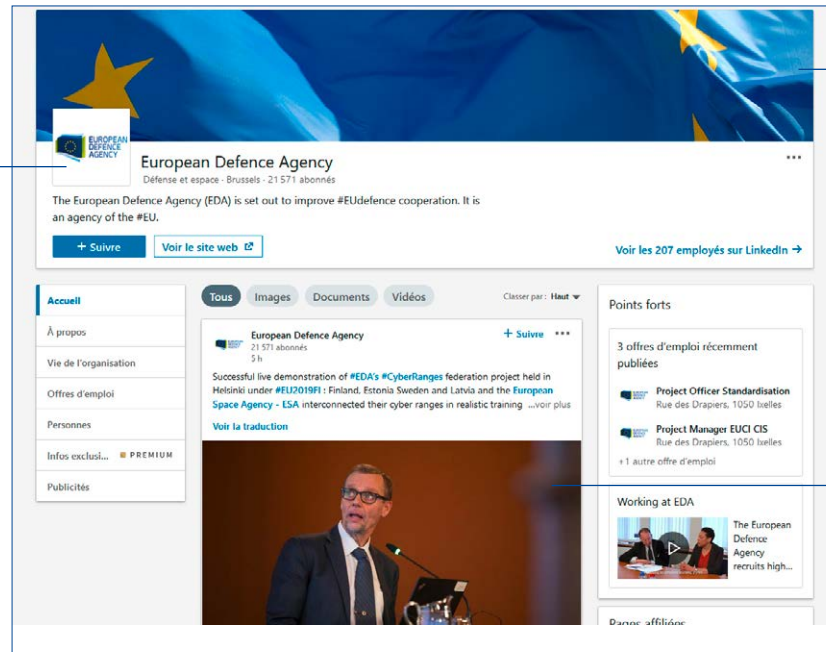 EUROPEAN
DEFENCE
AGENCY
European Defence Agency
Défense et espace - Brussels - 21 571 abonnés
The European Defence Agency (EDA) is set out to improve #EUdefence cooperation. It is
an agency of the #EU.
+ Suivre
Voir le site web
Voir les 207 employés sur LinkedIn →
Accueil
À propos
Vie de l'organisation
Offres d'emploi
Personnes
Infos exclusi... PREMIUM
Publicités
Tous Images Documents Vidéos
Classer par : Haut
European Defence Agency
+ Suivre
21 571 abonnés
5 h
Successful live demonstration of #EDA's #CyberRanges federation project held in
Helsinki under #EU2019FI : Finland, Estonia Sweden and Latvia and the European
Space Agency - ESA interconnected their cyber ranges in realistic training ...voir plus
Voir la traduction
Points forts
3 offres d'emploi récemment
publiées
Project Officer Standardisation
Rue des Drapiers, 1050 Ixelles
Project Manager EUCI CIS
Rue des Drapiers, 1050 Ixelles
+1 autre offre d'emploi
Working at EDA
The European
Defence
Agency
recruits high...
Pages affiliées